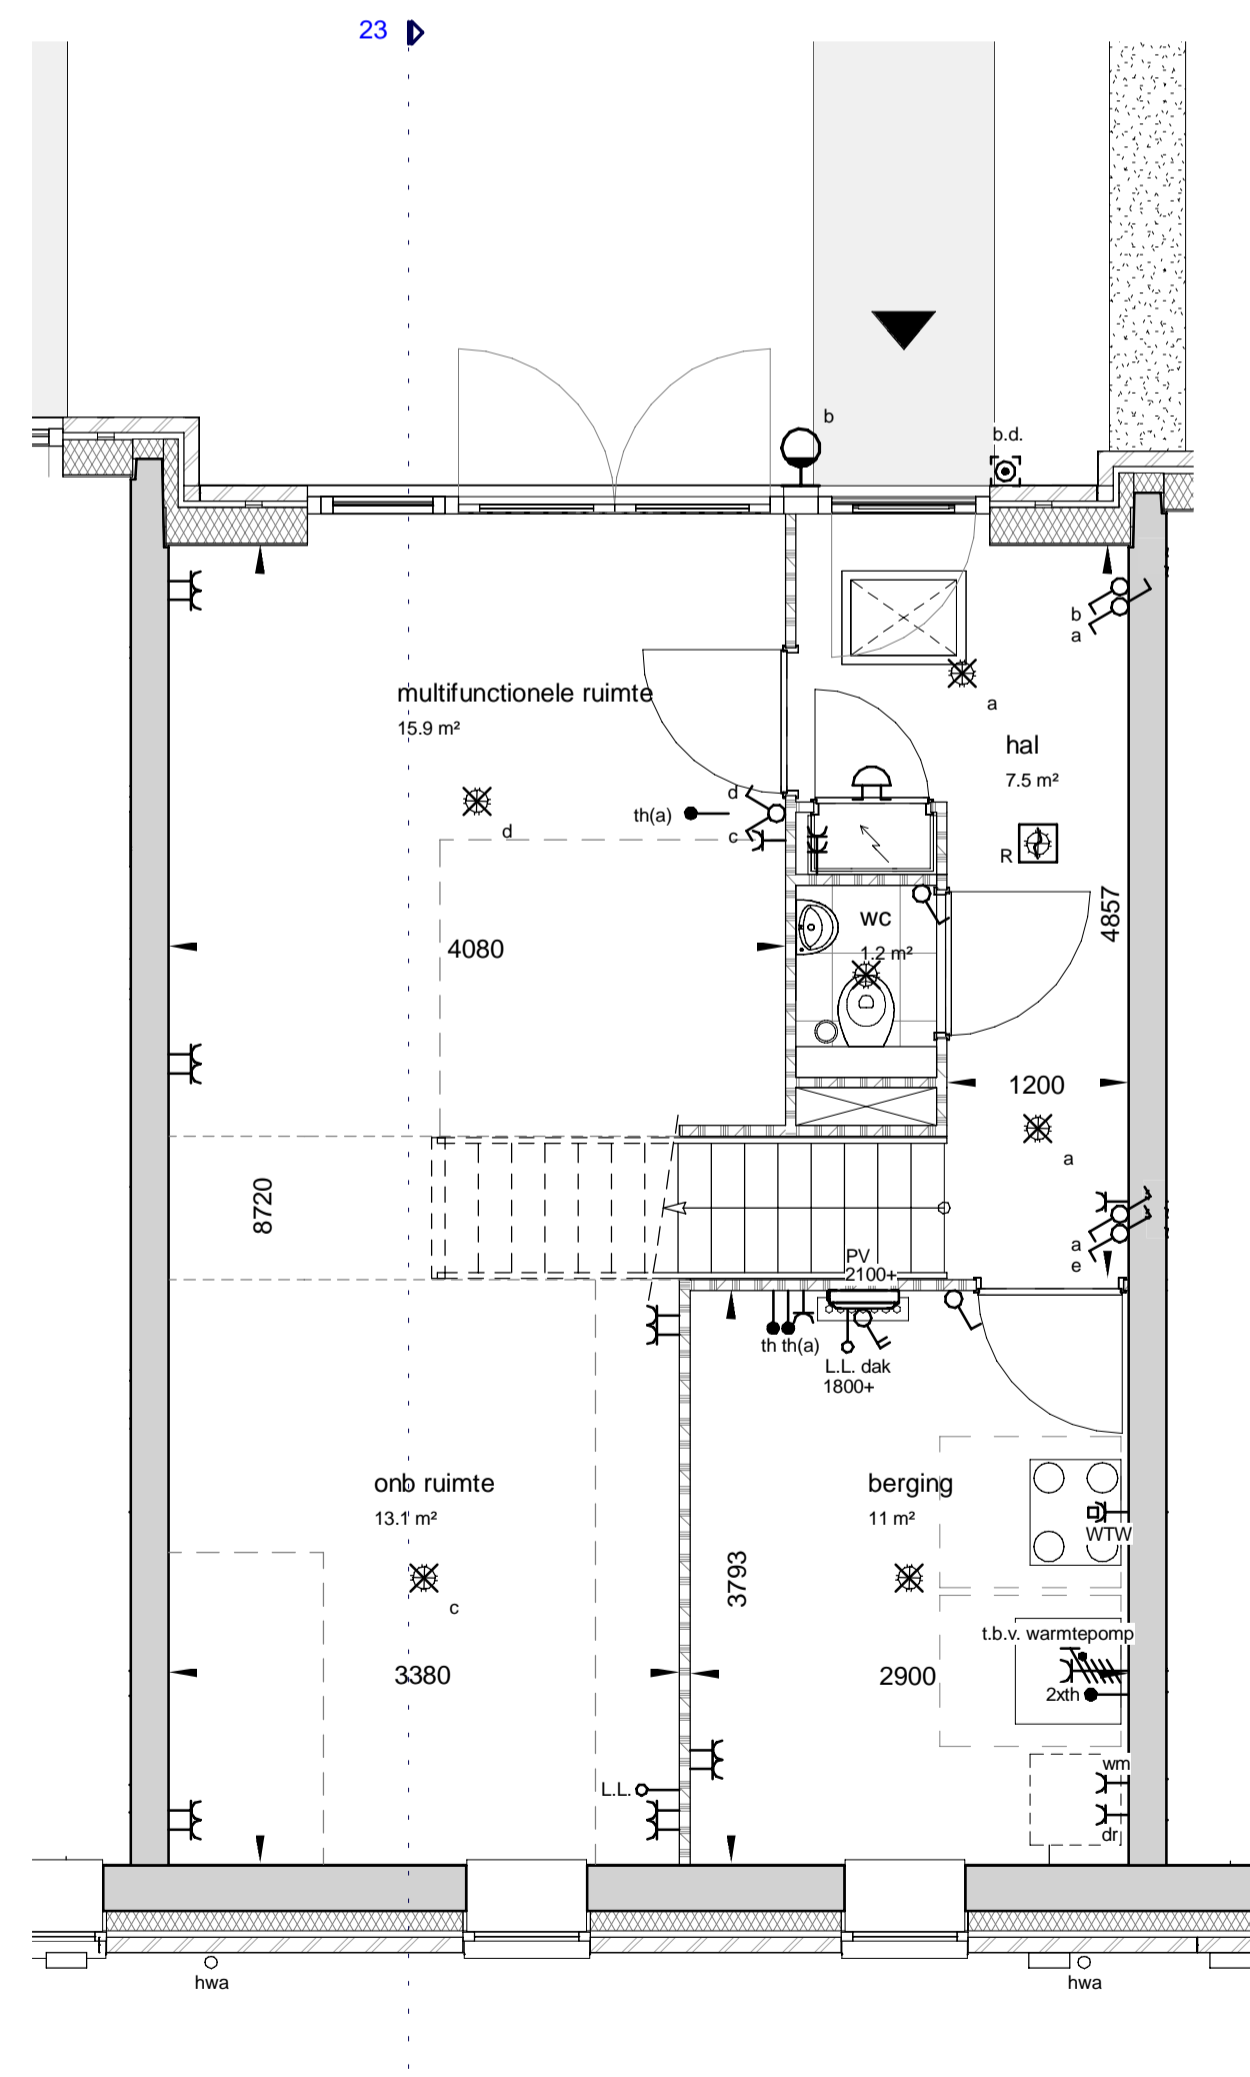 23
b
b.d.
b
a
multifunctionele ruimte
15.9 m²
a
hal
7.5 m²
d
th(a)
d
c
R
wc
1.2 m²
4857
4080
1200
a
8720
a
e
PV
2100+
th th(a)
L.L. dak
1800+
onb ruimte
13.1 m²
berging
11 m²
WTW
c
3793
t.b.v. warmtepomp
3380
2900
2xth
wm
L.L.
dr
hwa
hwa